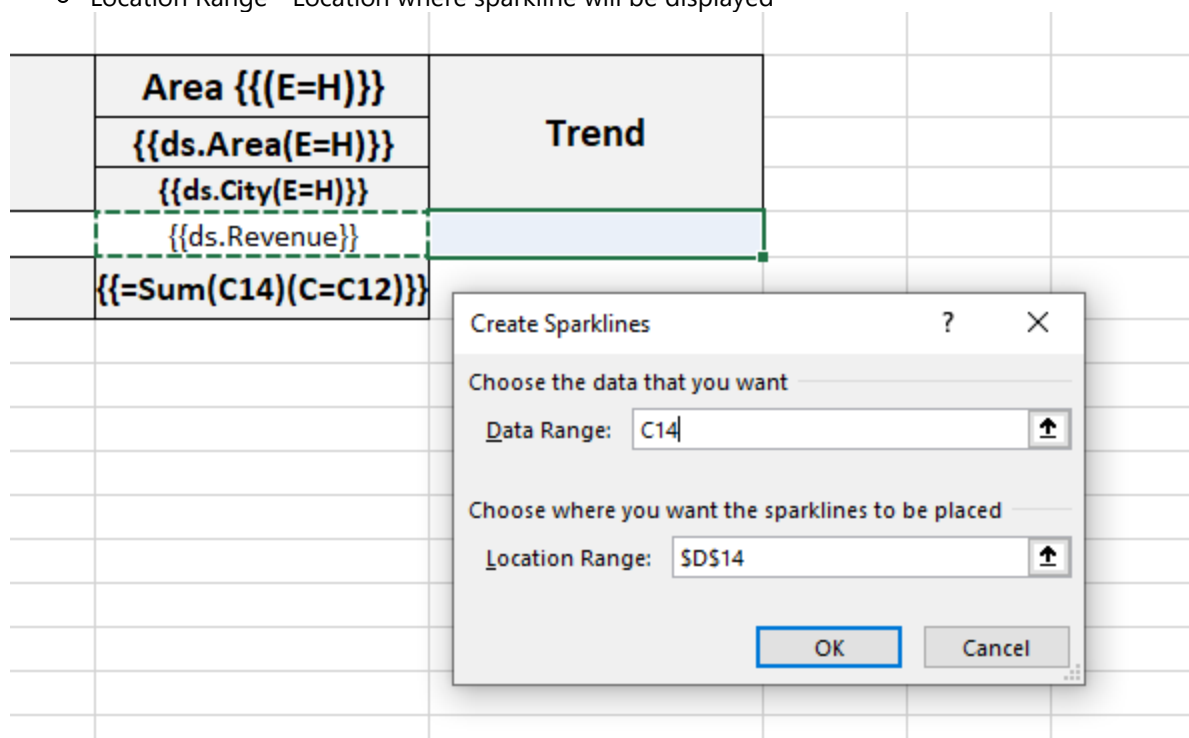 Location Range - Location where sparkline will be displayed
Area {{(E=H)}}
{{ds.Area(E=H)}}
{{ds.City(E=H)}}
Trend
{{ds.Revenue}}
{{=Sum(C14)(C=C12)}}
Create Sparklines
?
Choose the data that you want
Data Range: C14
Choose where you want the sparklines to be placed
Location Range: $D$14
OK Cancel